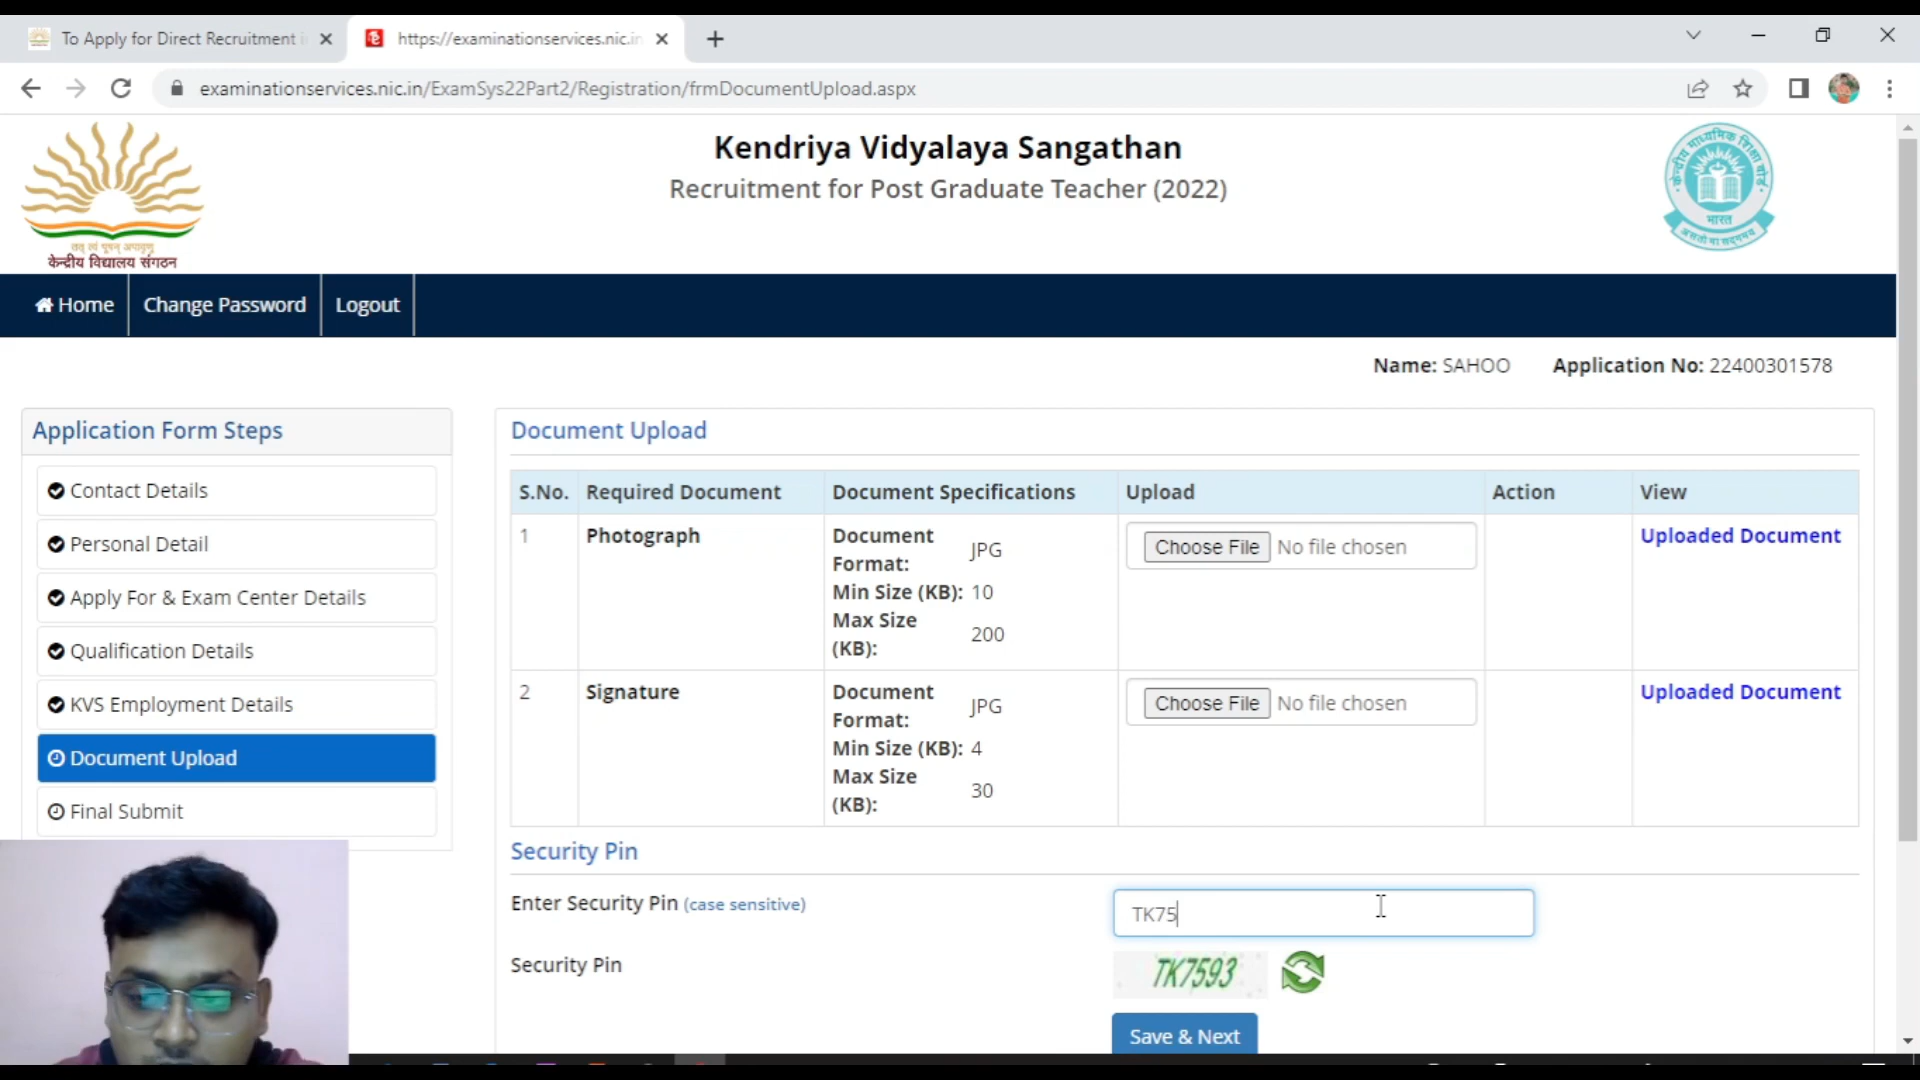 To Apply for Direct Recruitment i
https://examinationservices.nic.in
examinationservices.nic.in/ExamSys22Part2/Registration/frmDocumentUpload.aspx
केन्द्रीय विद्यालय संगठन
Kendriya Vidyalaya Sangathan
Recruitment for Post Graduate Teacher (2022)
भारत
Home
Change Password
Logout
Name: SAHOO
Application No: 22400301578
Application Form Steps
Contact Details
Personal Detail
Apply For & Exam Center Details
Qualification Details
KVS Employment Details
Document Upload
Final Submit
Document Upload
S.No. Required Document Document Specifications Upload Action View
1 Photograph Document Format: JPG Choose File No file chosen Uploaded Document
Min Size (KB): 10
Max Size (KB): 200
2 Signature Document Format: JPG Choose File No file chosen Uploaded Document
Min Size (KB): 4
Max Size (KB): 30
Security Pin
Enter Security Pin (case sensitive)
TK75
Security Pin
TK7593
Save & Next